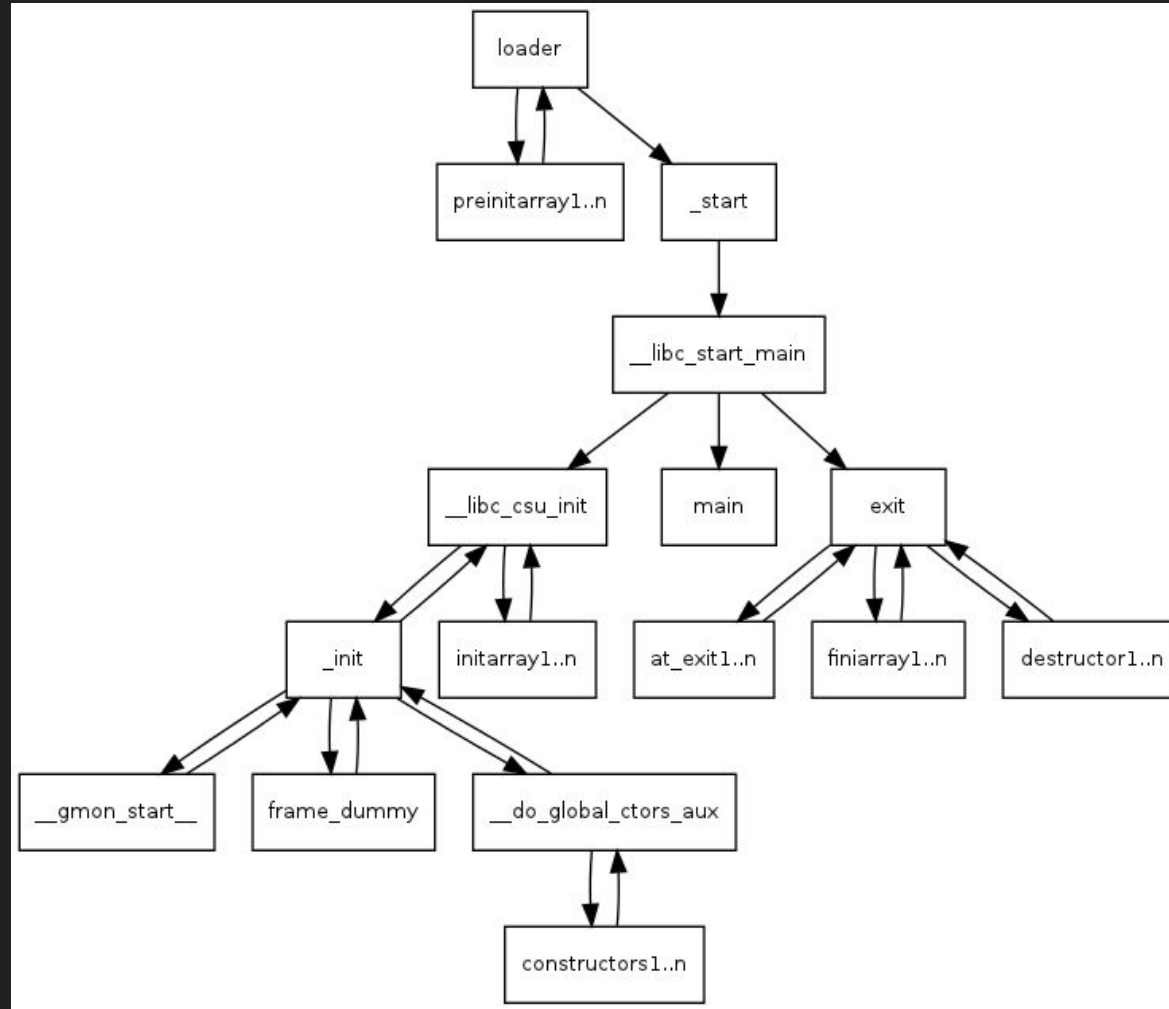 loader
preinitarray1..n
_start
__libc_start_main
__libc_csu_init
main
exit
_init
initarray1..n
at_exit1..n
finiarray1..n
destructor1..n
__gmon_start__
frame_dummy
__do_global_ctors_aux
constructors1..n